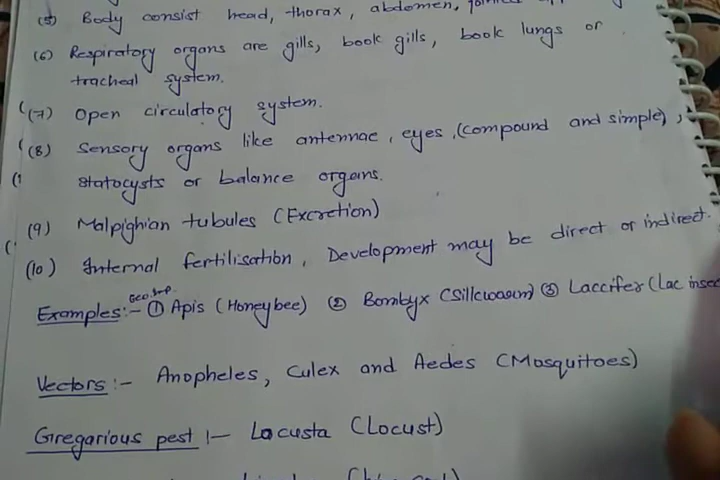 (5) Body consist head, thorax, abdomen,
(6) Respiratory organs are gills, book gills, book lungs or
tracheal system.
(7) Open circulatory system.
(8) Sensory organs like antennae, eyes, (compound and simple),
statocysts or balance organs.
(9) Malpighian tubules (Excretion)
(10) Internal fertilisation, Development may be direct or indirect.
Eco. Imp.
Examples:- ① Apis (Honeybee) ② Bombyx (Silkworm) ③ Laccifer (Lac insec
Vectors:- Anopheles, Culex and Aedes (Mosquitoes)
Gregarious pest :- Locusta (Locust)